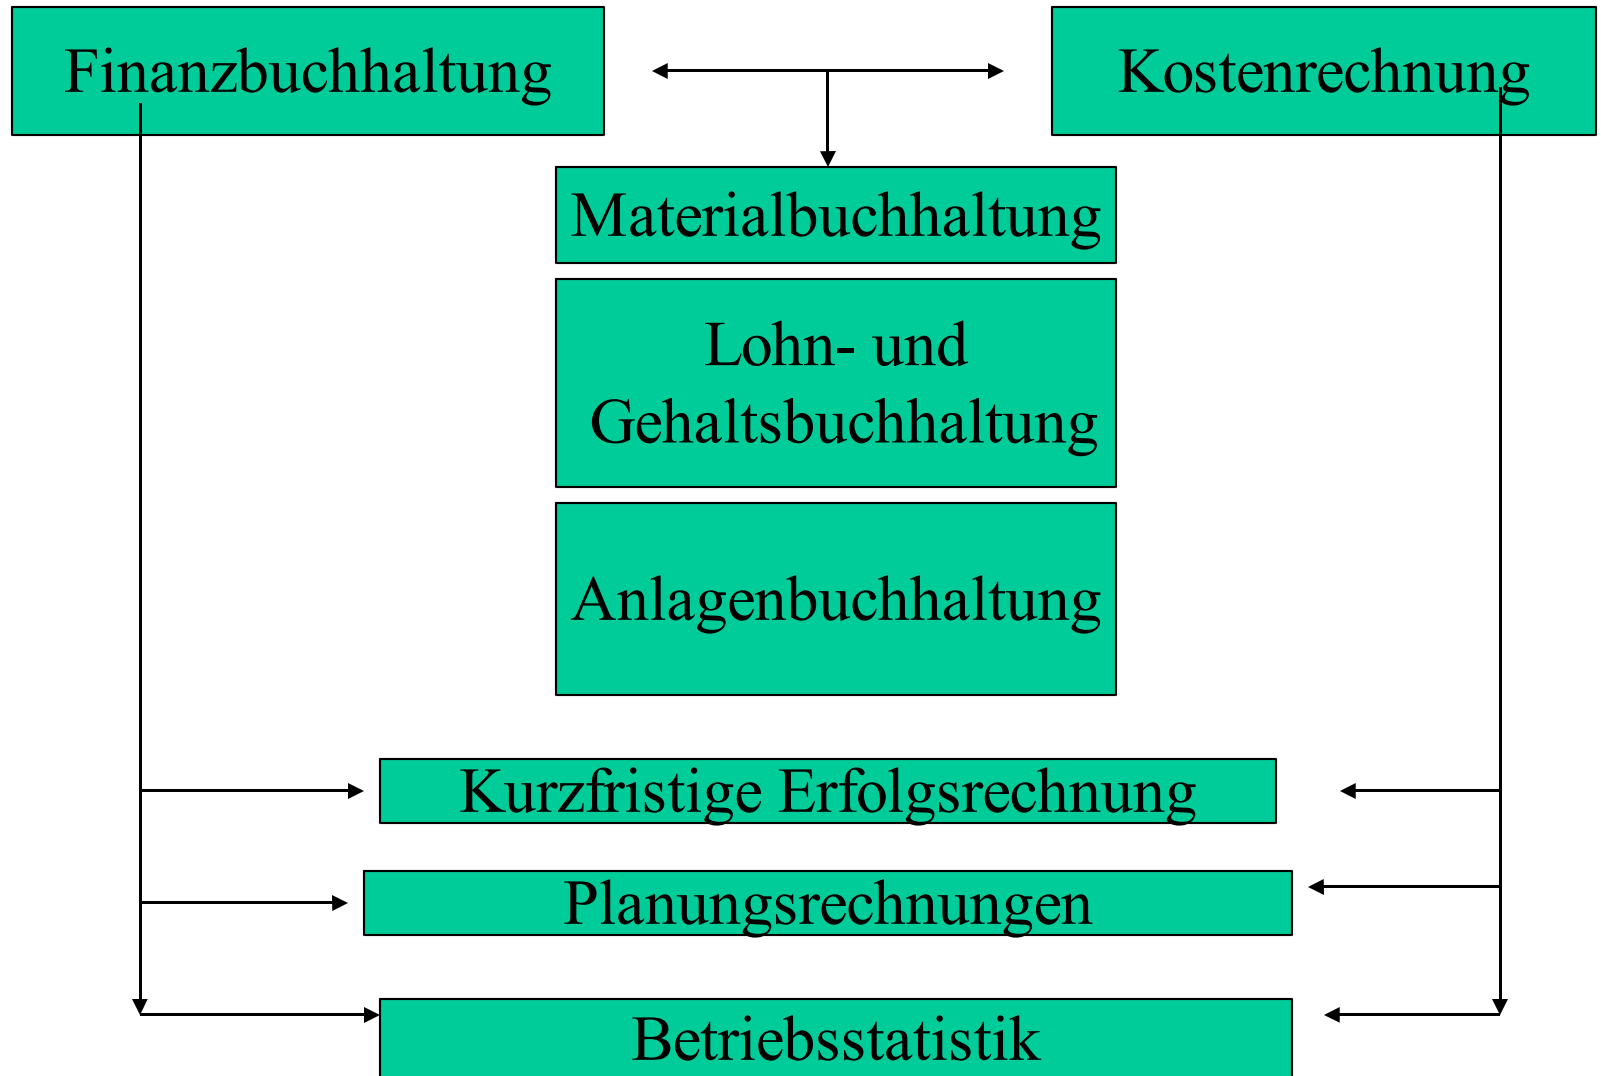 Finanzbuchhaltung
Kostenrechnung
Materialbuchhaltung
Lohn- und
Gehaltsbuchhaltung
Anlagenbuchhaltung
Kurzfristige Erfolgsrechnung
Planungsrechnungen
Betriebsstatistik